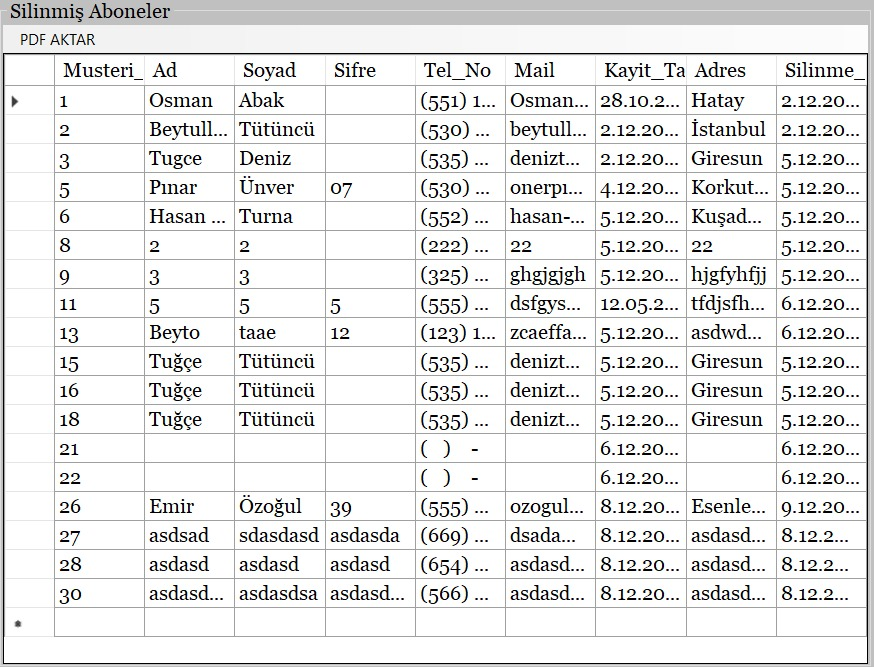 Silinmiş Aboneler
PDF AKTAR
Musteri_ Ad Soyad Sifre Tel_No Mail Kayit_Ta Adres Silinme_
1 Osman Abak (551) 1... Osman... 28.10.2... Hatay 2.12.20...
2 Beytull... Tütüncü (530) ... beytull... 2.12.20... İstanbul 2.12.20...
3 Tugce Deniz (535) ... denizt... 2.12.20... Giresun 5.12.20...
5 Pınar Ünver 07 (530) ... onerpı... 4.12.20... Korkut... 5.12.20...
6 Hasan ... Turna (552) ... hasan-... 5.12.20... Kuşad... 5.12.20...
8 2 2 (222) ... 22 5.12.20... 22 5.12.20...
9 3 3 (325) ... ghgjgjgh 5.12.20... hjgfyhfjj 5.12.20...
11 5 5 5 (555) ... dsfgys... 12.05.2... tfdjsfh... 6.12.20...
13 Beyto taae 12 (123) 1... zcaeffa... 5.12.20... asdwd... 6.12.20...
15 Tuğçe Tütüncü (535) ... denizt... 5.12.20... Giresun 5.12.20...
16 Tuğçe Tütüncü (535) ... denizt... 5.12.20... Giresun 5.12.20...
18 Tuğçe Tütüncü (535) ... denizt... 5.12.20... Giresun 5.12.20...
21 ( ) - 6.12.20... 6.12.20...
22 ( ) - 6.12.20... 6.12.20...
26 Emir Özoğul 39 (555) ... ozogul... 8.12.20... Esenle... 9.12.20...
27 asdsad sdasdasd asdasda (669) ... dsada... 8.12.20... asdasd... 8.12.2...
28 asdasd asdasd asdasd (654) ... asdasd... 8.12.20... asdasd... 8.12.2...
30 asdasd... asdasdsa asdasd... (566) ... asdasd... 8.12.20... asdasd... 8.12.2...